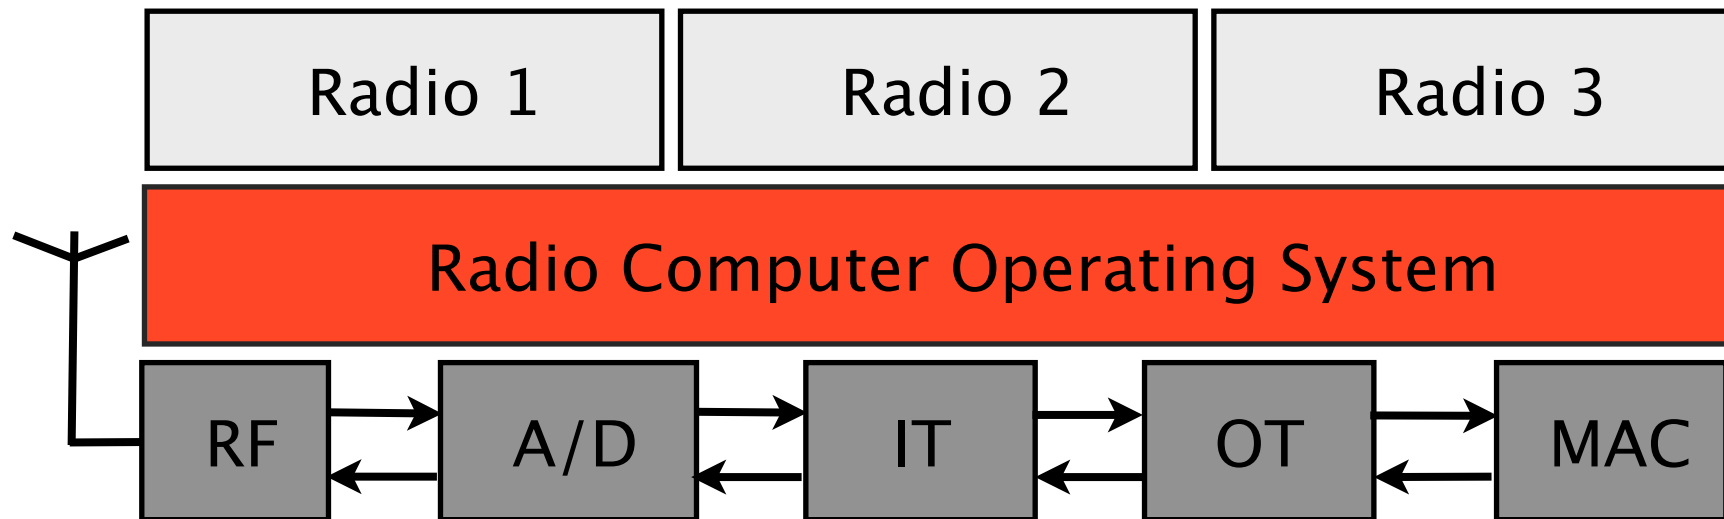 Radio 1 Radio 2 Radio 3
Radio Computer Operating System
RF A/D IT OT MAC